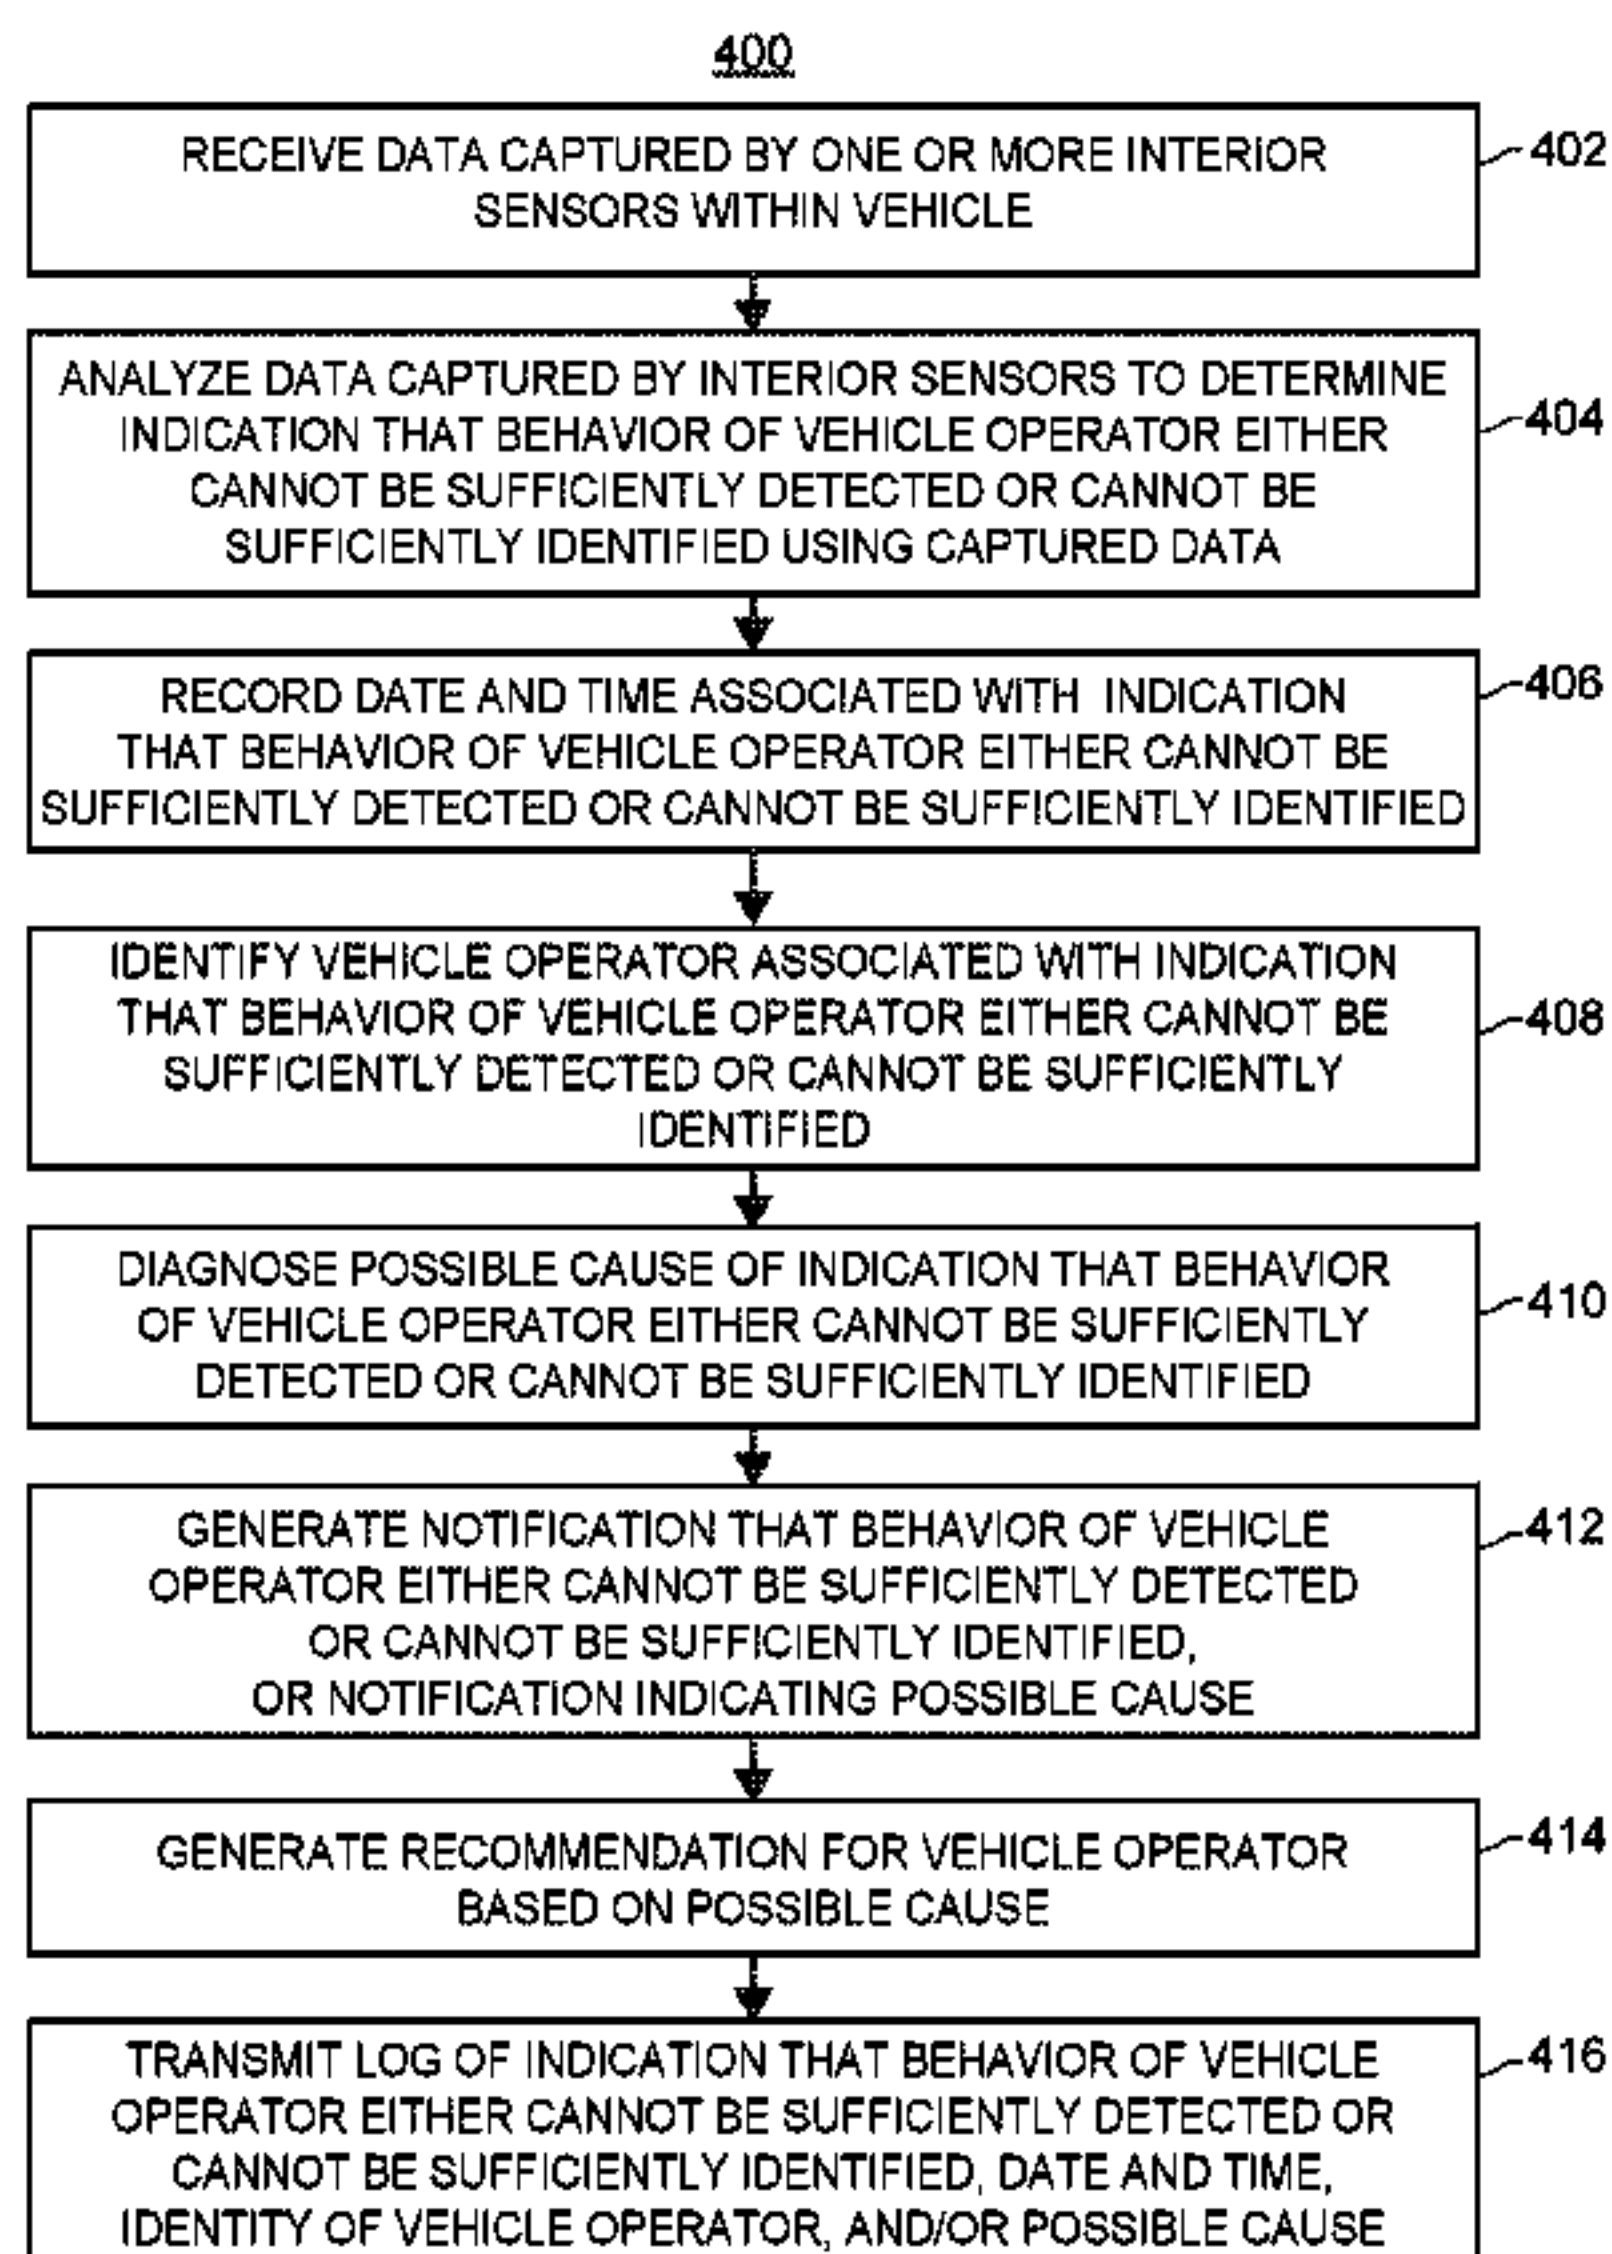 400
RECEIVE DATA CAPTURED BY ONE OR MORE INTERIOR
SENSORS WITHIN VEHICLE
402
ANALYZE DATA CAPTURED BY INTERIOR SENSORS TO DETERMINE
INDICATION THAT BEHAVIOR OF VEHICLE OPERATOR EITHER
CANNOT BE SUFFICIENTLY DETECTED OR CANNOT BE
SUFFICIENTLY IDENTIFIED USING CAPTURED DATA
404
RECORD DATE AND TIME ASSOCIATED WITH INDICATION
THAT BEHAVIOR OF VEHICLE OPERATOR EITHER CANNOT BE
SUFFICIENTLY DETECTED OR CANNOT BE SUFFICIENTLY IDENTIFIED
406
IDENTIFY VEHICLE OPERATOR ASSOCIATED WITH INDICATION
THAT BEHAVIOR OF VEHICLE OPERATOR EITHER CANNOT BE
SUFFICIENTLY DETECTED OR CANNOT BE SUFFICIENTLY
IDENTIFIED
408
DIAGNOSE POSSIBLE CAUSE OF INDICATION THAT BEHAVIOR
OF VEHICLE OPERATOR EITHER CANNOT BE SUFFICIENTLY
DETECTED OR CANNOT BE SUFFICIENTLY IDENTIFIED
410
GENERATE NOTIFICATION THAT BEHAVIOR OF VEHICLE
OPERATOR EITHER CANNOT BE SUFFICIENTLY DETECTED
OR CANNOT BE SUFFICIENTLY IDENTIFIED,
OR NOTIFICATION INDICATING POSSIBLE CAUSE
412
GENERATE RECOMMENDATION FOR VEHICLE OPERATOR
BASED ON POSSIBLE CAUSE
414
TRANSMIT LOG OF INDICATION THAT BEHAVIOR OF VEHICLE
OPERATOR EITHER CANNOT BE SUFFICIENTLY DETECTED OR
CANNOT BE SUFFICIENTLY IDENTIFIED, DATE AND TIME,
IDENTITY OF VEHICLE OPERATOR, AND/OR POSSIBLE CAUSE
416